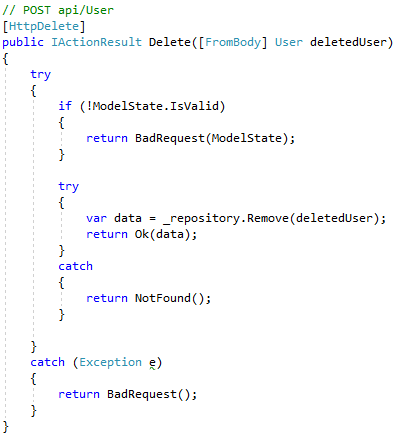 // POST api/User
[HttpDelete]
public IActionResult Delete([FromBody] User deletedUser)
{
    try
    {
        if (!ModelState.IsValid)
        {
            return BadRequest(ModelState);
        }

        try
        {
            var data = _repository.Remove(deletedUser);
            return Ok(data);
        }
        catch
        {
            return NotFound();
        }

    }
    catch (Exception e)
    {
        return BadRequest();
    }
}